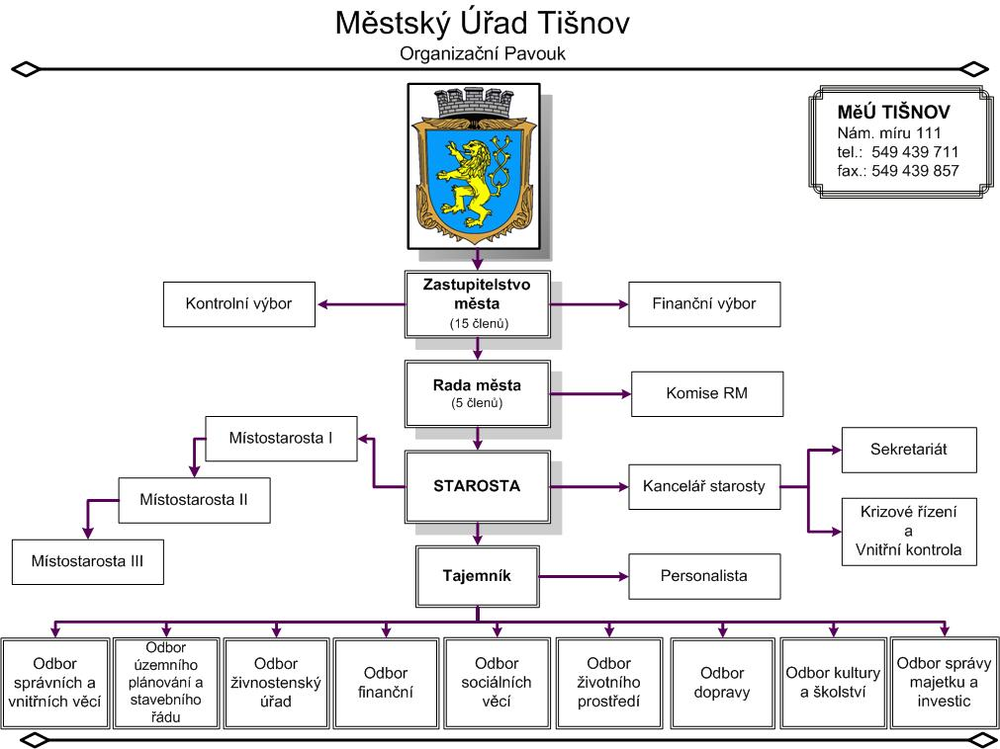 Městský Úřad Tišnov
Organizační Pavouk
MěÚ TIŠNOV
Nám. míru 111
tel.: 549 439 711
fax.: 549 439 857
Zastupitelstvo
města
(15 členů)
Kontrolní výbor
Finanční výbor
Rada města
(5 členů)
Komise RM
Místostarosta I
STAROSTA
Kancelář starosty
Sekretariát
Místostarosta II
Krizové řízení
a
Vnitřní kontrola
Místostarosta III
Tajemník
Personalista
Odbor
správních a
vnitřních věcí
Odbor
územního
plánování a
stavebního
řádu
Odbor
živnostenský
úřad
Odbor
finanční
Odbor
sociálních
věcí
Odbor
životního
prostředí
Odbor
dopravy
Odbor kultury
a školství
Odbor správy
majetku a
investic